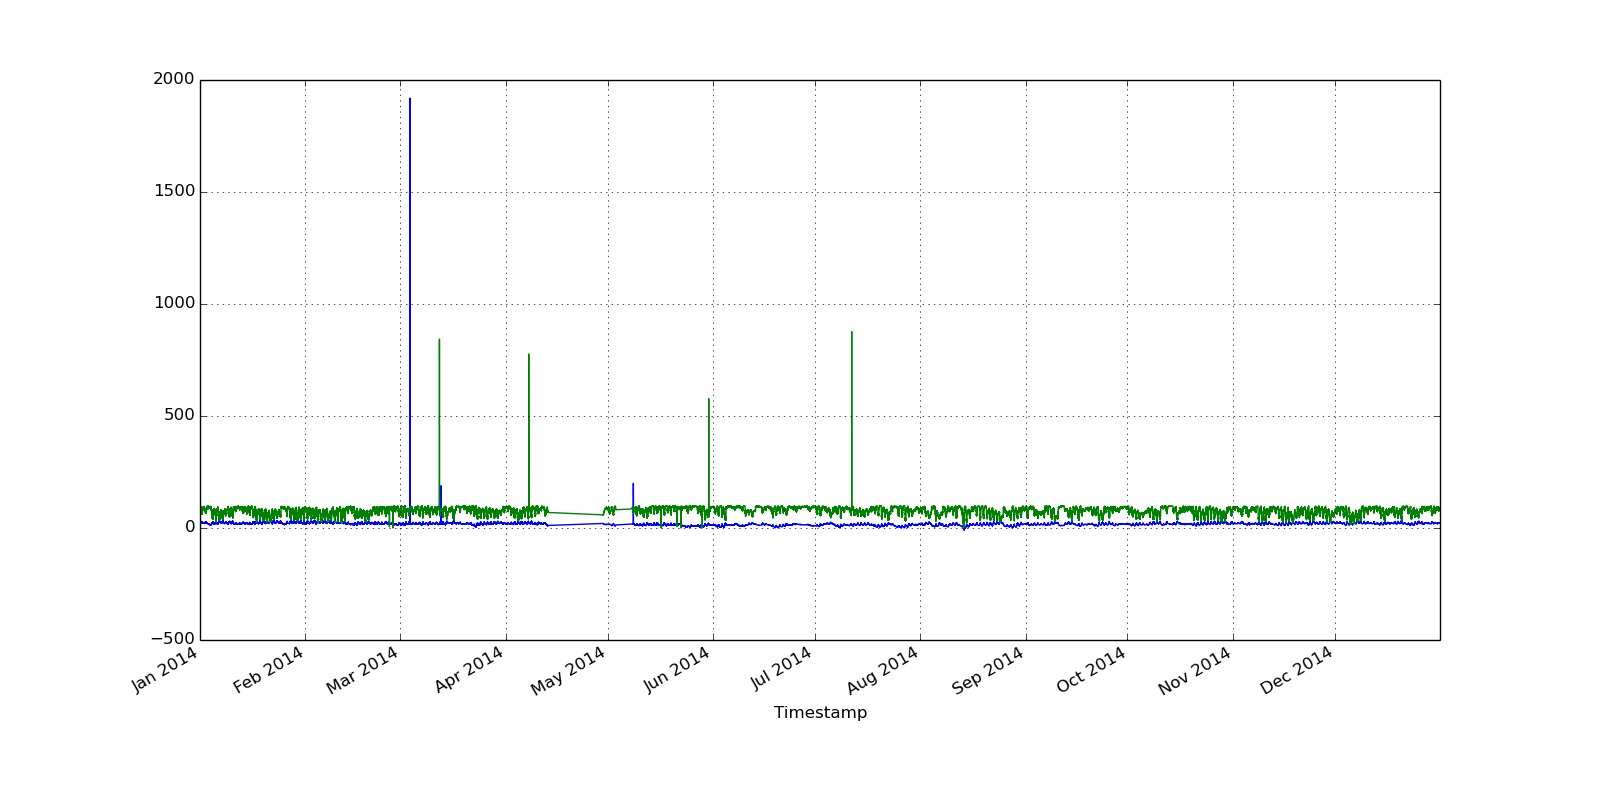 2000
1500
1000
500
0
−500
Jan 2014
Feb 2014
Mar 2014
Apr 2014
May 2014
Jun 2014
Jul 2014
Aug 2014
Sep 2014
Oct 2014
Nov 2014
Dec 2014
Timestamp